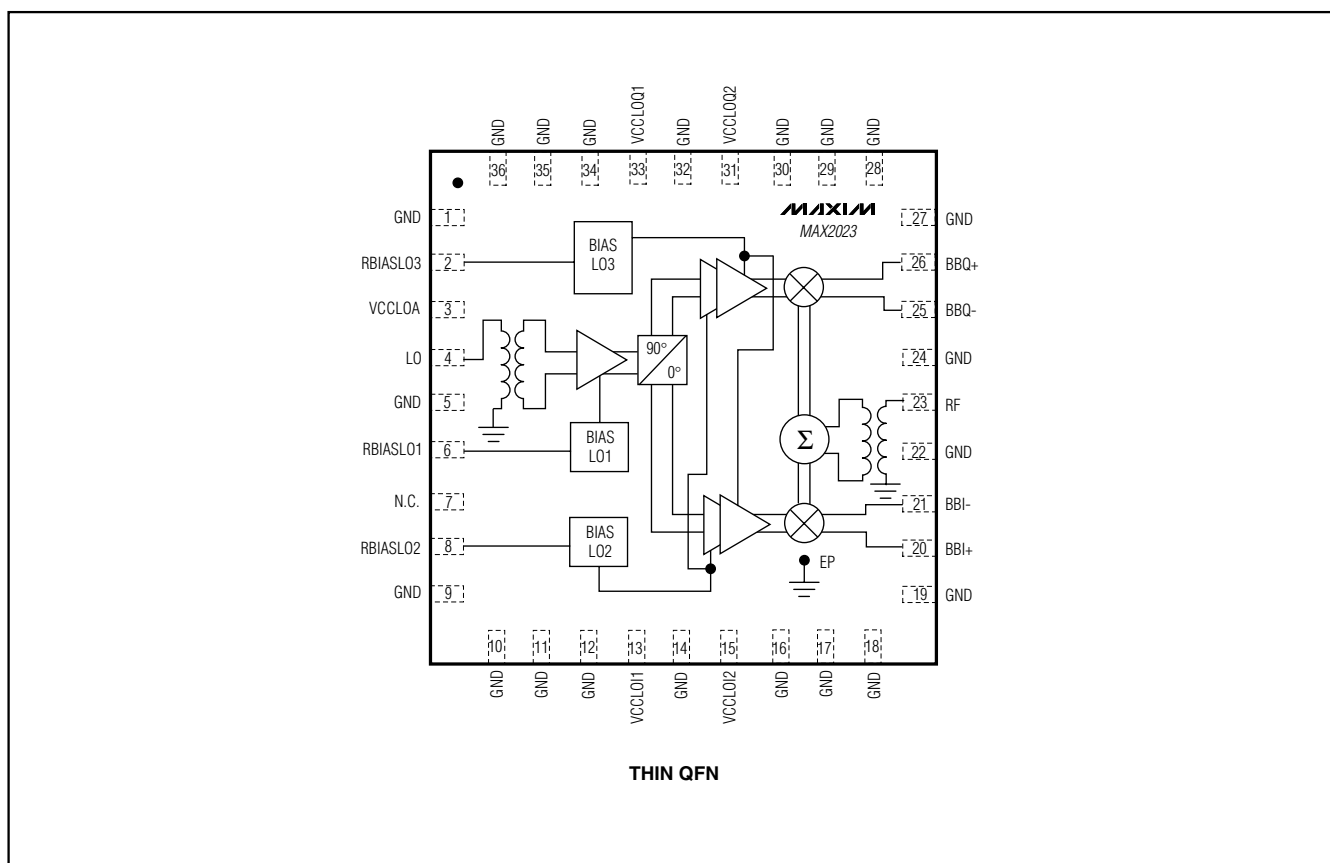 GND
GND
GND
VCCLOQ1
GND
VCCLOQ2
GND
GND
GND
36
35
34
33
32
31
30
29
28
MAXIM
MAX2023
GND 1
27 GND
RBIASLO3 2
BIAS
LO3
26 BBQ+
VCCLOA 3
25 BBQ-
LO 4
90°
0°
24 GND
GND 5
23 RF
RBIASLO1 6
BIAS
LO1
Σ
22 GND
N.C. 7
21 BBI-
RBIASLO2 8
BIAS
LO2
20 BBI+
EP
GND 9
19 GND
10
11
12
13
14
15
16
17
18
GND
GND
GND
VCCLOI1
GND
VCCLOI2
GND
GND
GND
THIN QFN